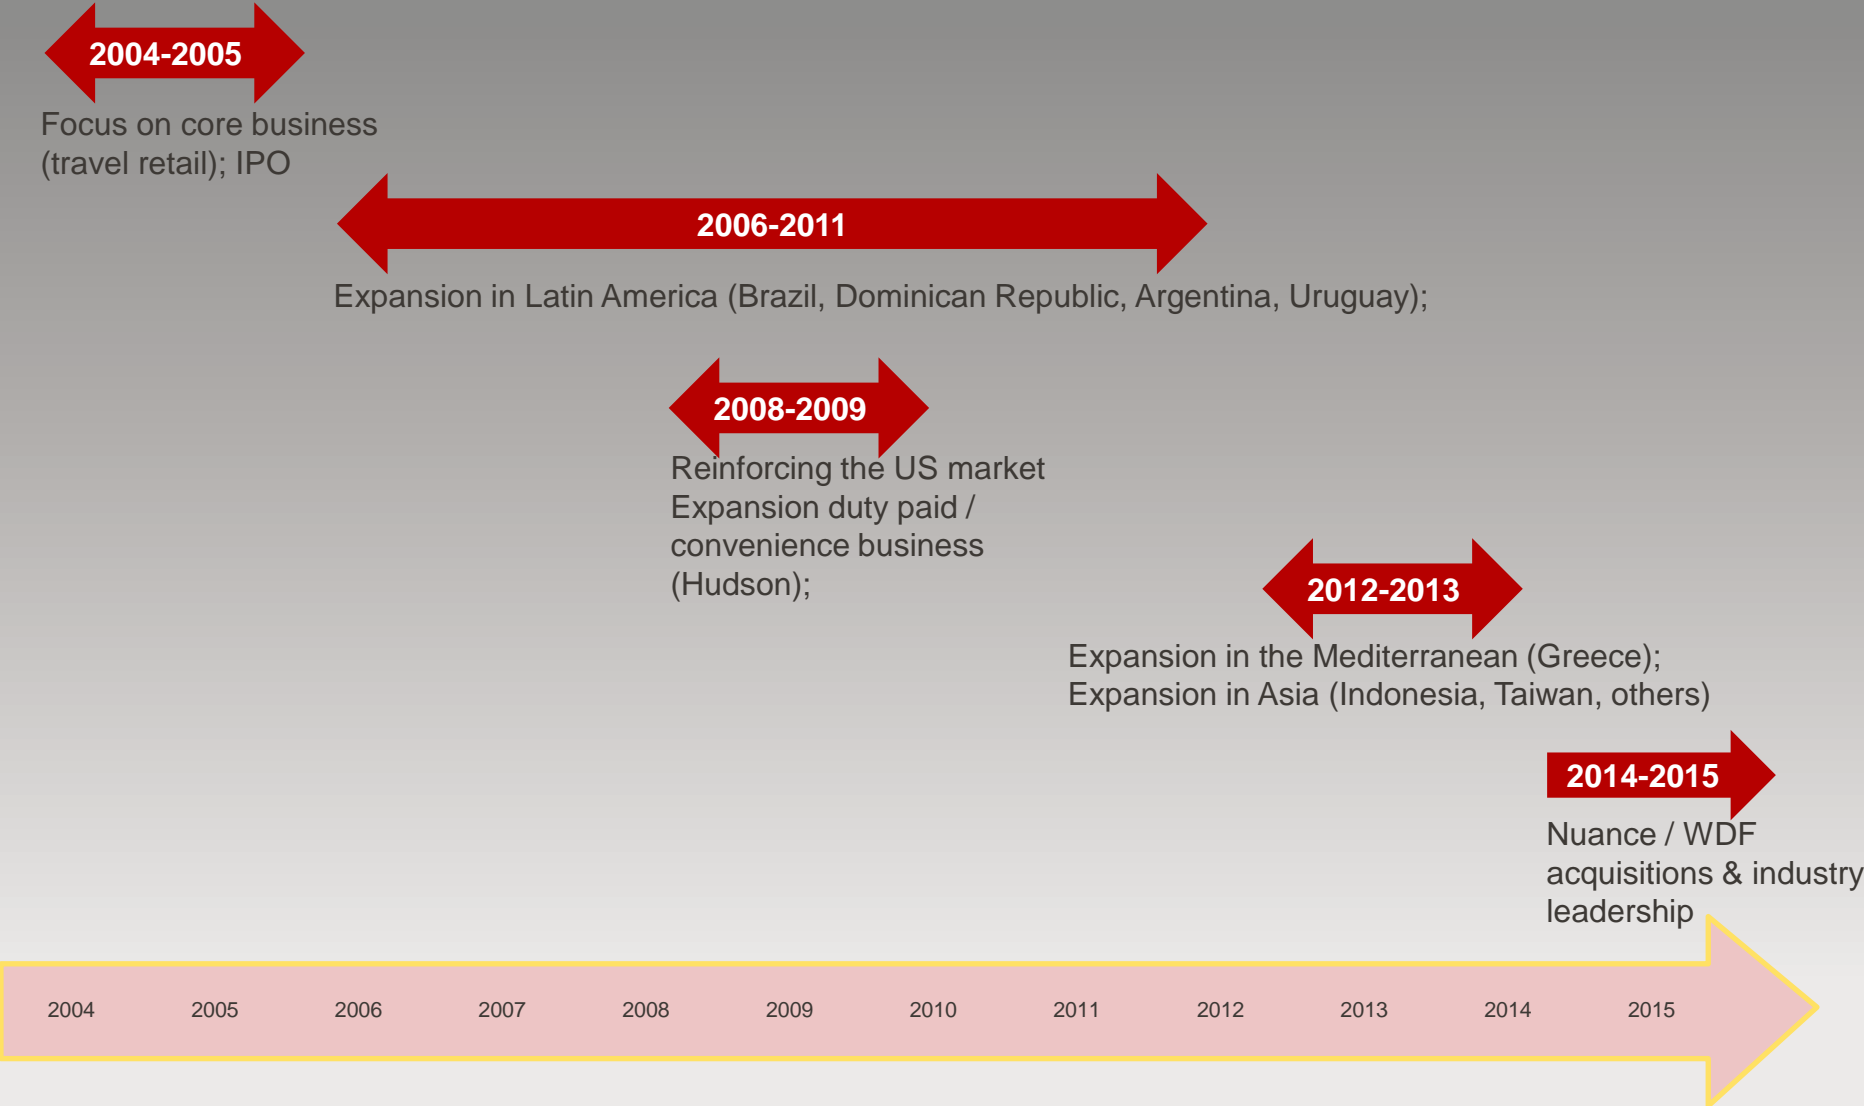 2004-2005
Focus on core business
(travel retail); IPO
2006-2011
Expansion in Latin America (Brazil, Dominican Republic, Argentina, Uruguay);
2008-2009
Reinforcing the US market
Expansion duty paid /
convenience business
(Hudson);
2012-2013
Expansion in the Mediterranean (Greece);
Expansion in Asia (Indonesia, Taiwan, others)
2014-2015
Nuance / WDF
acquisitions & industry
leadership
2004 2005 2006 2007 2008 2009 2010 2011 2012 2013 2014 2015